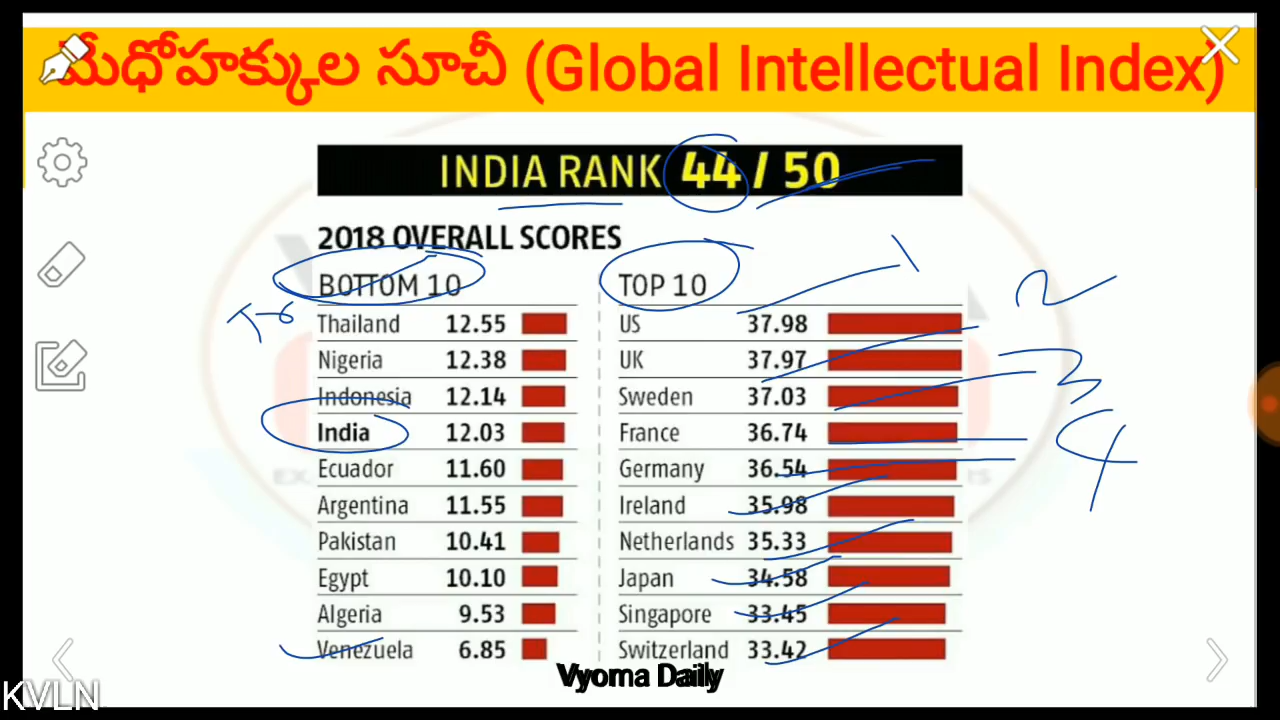 మేధోహక్కుల సూచీ (Global Intellectual Index)
INDIA RANK 44 / 50
2018 OVERALL SCORES
BOTTOM 10
Thailand 12.55
Nigeria 12.38
Indonesia 12.14
India 12.03
Ecuador 11.60
Argentina 11.55
Pakistan 10.41
Egypt 10.10
Algeria 9.53
Venezuela 6.85
TOP 10
US 37.98
UK 37.97
Sweden 37.03
France 36.74
Germany 36.54
Ireland 35.98
Netherlands 35.33
Japan 34.58
Singapore 33.45
Switzerland 33.42
1
2
3
4
Vyoma Daily
KVLN